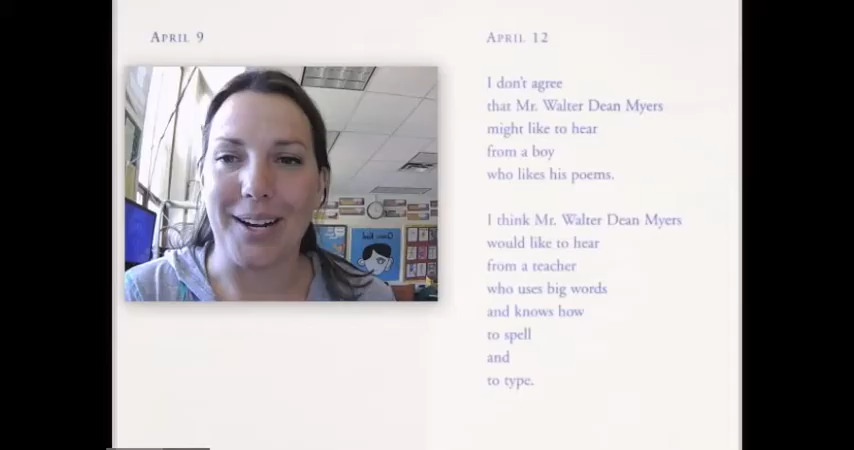 APRIL 9
APRIL 12
I don't agree
that Mr. Walter Dean Myers
might like to hear
from a boy
who likes his poems.
I think Mr. Walter Dean Myers
would like to hear
from a teacher
who uses big words
and knows how
to spell
and
to type.